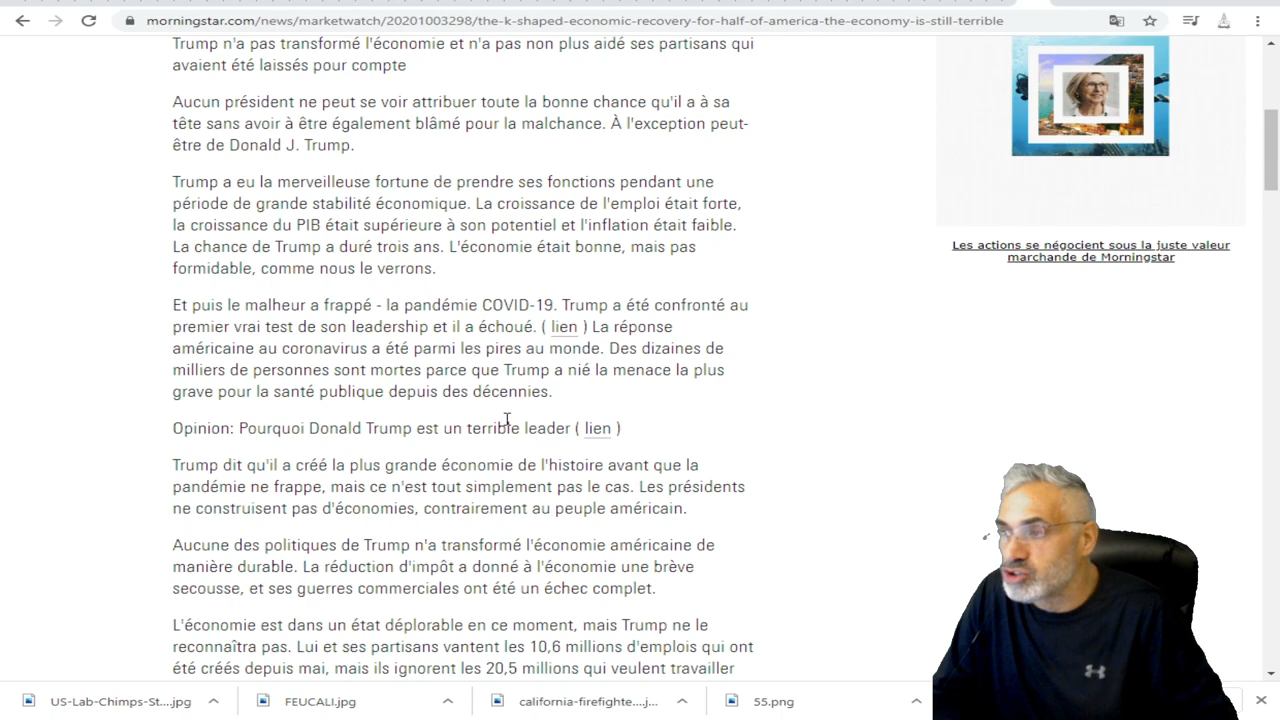 morningstar.com/news/marketwatch/20201003298/the-k-shaped-economic-recovery-for-half-of-america-the-economy-is-still-terrible
Trump n'a pas transformé l'économie et n'a pas non plus aidé ses partisans qui
avaient été laissés pour compte
Aucun président ne peut se voir attribuer toute la bonne chance qu'il a à sa
tête sans avoir à être également blâmé pour la malchance. À l'exception peut-
être de Donald J. Trump.
Trump a eu la merveilleuse fortune de prendre ses fonctions pendant une
période de grande stabilité économique. La croissance de l'emploi était forte,
la croissance du PIB était supérieure à son potentiel et l'inflation était faible.
La chance de Trump a duré trois ans. L'économie était bonne, mais pas
formidable, comme nous le verrons.
Et puis le malheur a frappé - la pandémie COVID-19. Trump a été confronté au
premier vrai test de son leadership et il a échoué. ( lien ) La réponse
américaine au coronavirus a été parmi les pires au monde. Des dizaines de
milliers de personnes sont mortes parce que Trump a nié la menace la plus
grave pour la santé publique depuis des décennies.
Opinion: Pourquoi Donald Trump est un terrible leader ( lien )
Trump dit qu'il a créé la plus grande économie de l'histoire avant que la
pandémie ne frappe, mais ce n'est tout simplement pas le cas. Les présidents
ne construisent pas d'économies, contrairement au peuple américain.
Aucune des politiques de Trump n'a transformé l'économie américaine de
manière durable. La réduction d'impôt a donné à l'économie une brève
secousse, et ses guerres commerciales ont été un échec complet.
L'économie est dans un état déplorable en ce moment, mais Trump ne le
reconnaîtra pas. Lui et ses partisans vantent les 10,6 millions d'emplois qui ont
été créés depuis mai, mais ils ignorent les 20,5 millions qui veulent travailler
Les actions se négocient sous la juste valeur
marchande de Morningstar
US-Lab-Chimps-St....jpg
FEUCALI.jpg
california-firefighte....j...
55.png